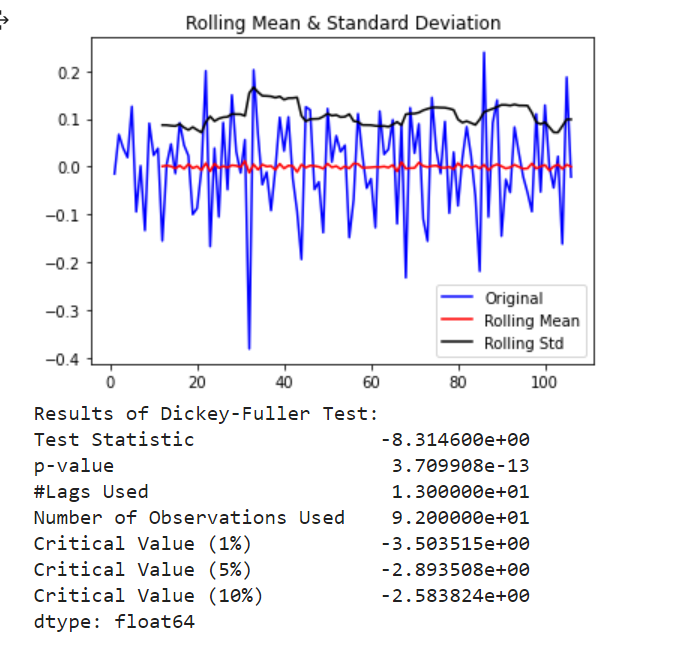 Rolling Mean & Standard Deviation
0.2
0.1
0.0
−0.1
−0.2
−0.3
−0.4
Original
Rolling Mean
Rolling Std
0 20 40 60 80 100
Results of Dickey-Fuller Test:
Test Statistic -8.314600e+00
p-value 3.709908e-13
#Lags Used 1.300000e+01
Number of Observations Used 9.200000e+01
Critical Value (1%) -3.503515e+00
Critical Value (5%) -2.893508e+00
Critical Value (10%) -2.583824e+00
dtype: float64